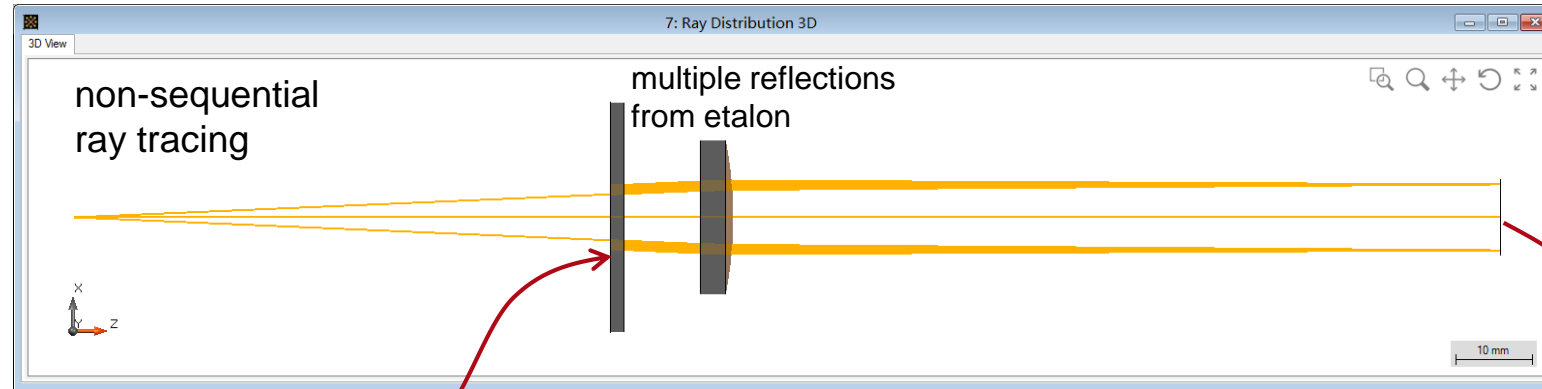 7: Ray Distribution 3D
3D View
non-sequential
ray tracing
multiple reflections
from etalon
X
Y
Z
10 mm